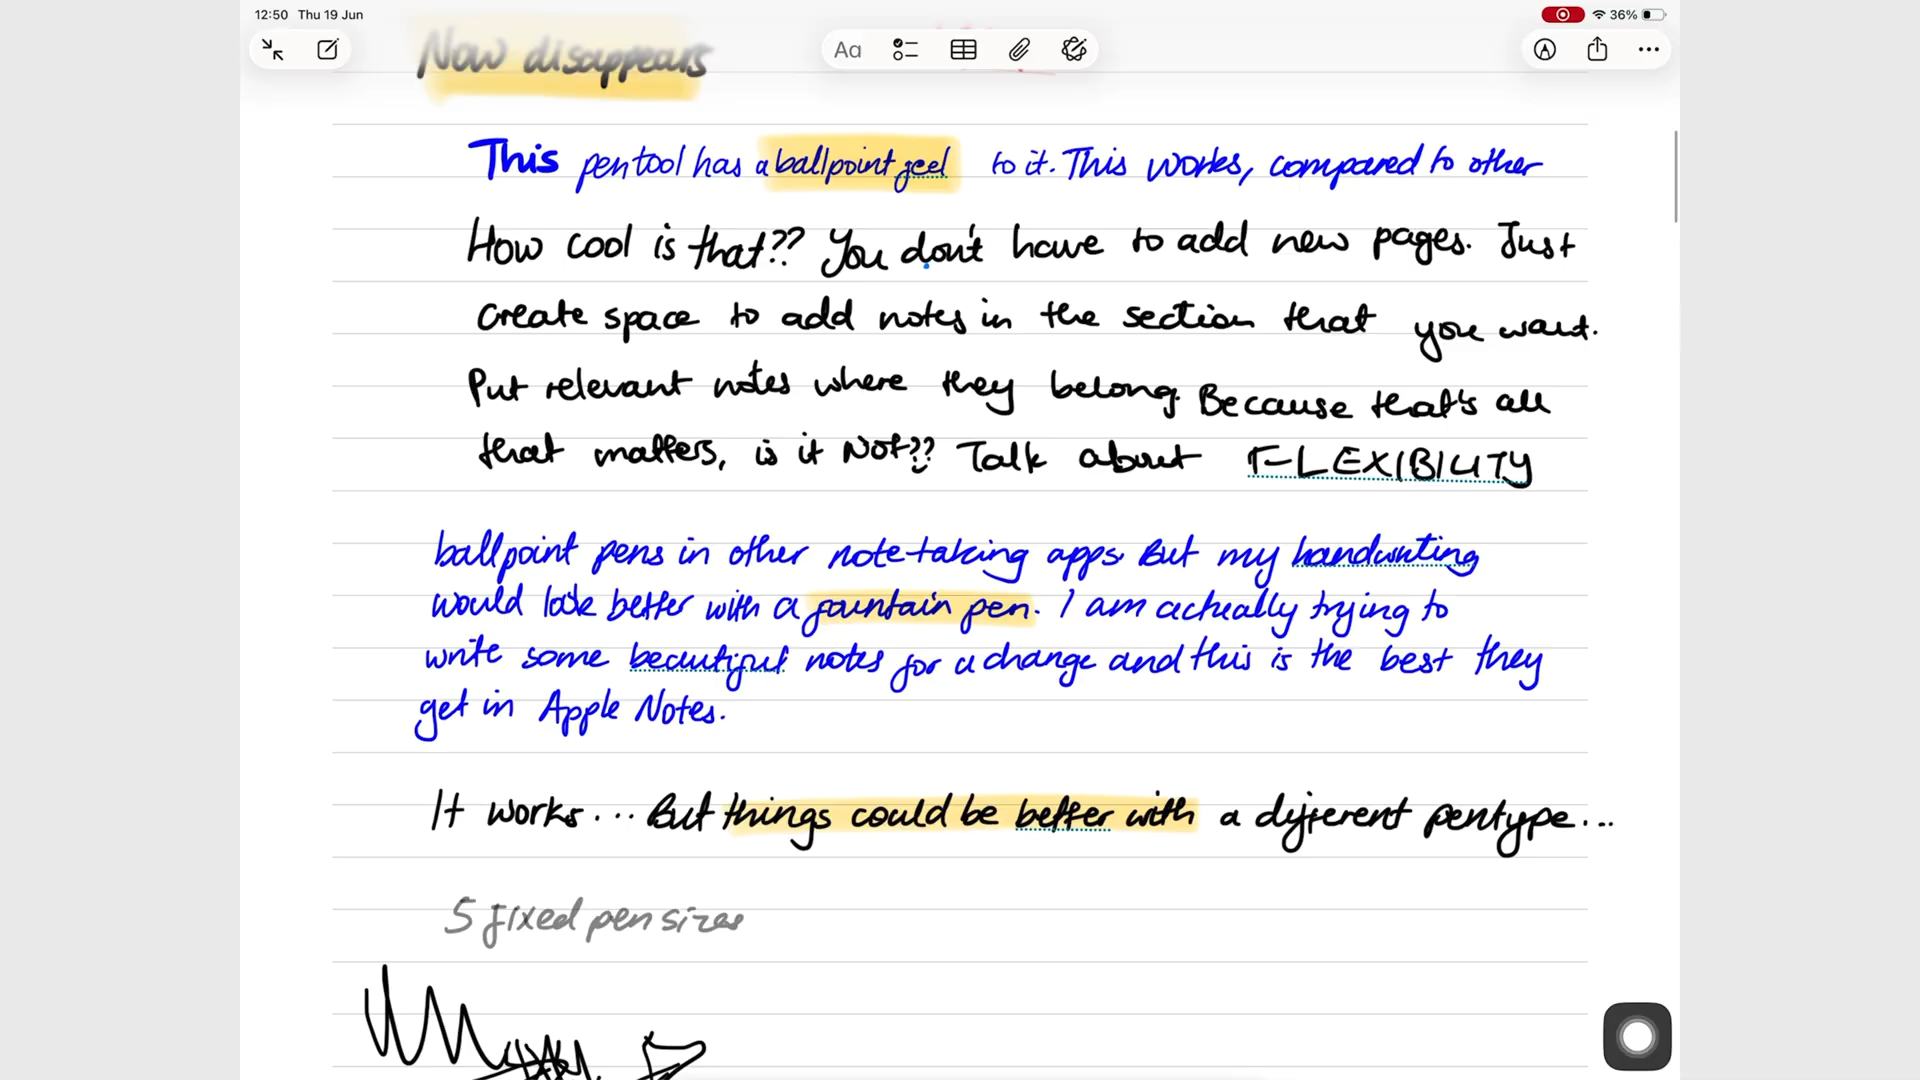 12:50 Thu 19 Jun
36%
Aa
Now disappears
This pen tool has a ballpoint feel to it. This works, compared to other
How cool is that?? You don't have to add new pages. Just
create space to add notes in the section that you want.
Put relevant notes where they belong. Because that's all
that matters, is it Not?? Talk about FLEXIBILITY
ballpoint pens in other note-taking apps. But my handwriting
would look better with a fountain pen. I am actually trying to
write some beautiful notes for a change and this is the best they
get in Apple Notes.
It works... But things could be better with a different pentype...
5 fixed pen sizes